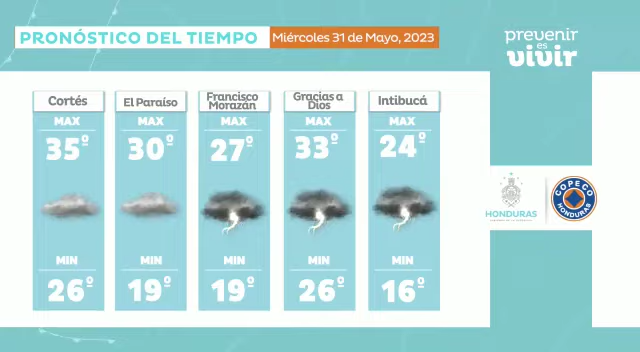 PRONÓSTICO DEL TIEMPO
Miércoles 31 de Mayo, 2023
prevenir
es
vivir
Cortés
MAX
35º
MIN
26º
El Paraíso
MAX
30º
MIN
19º
Francisco
Morazán
MAX
27º
MIN
19º
Gracias a
Dios
MAX
33º
MIN
26º
Intibucá
MAX
24º
MIN
16º
HONDURAS
COPECO
HONDURAS